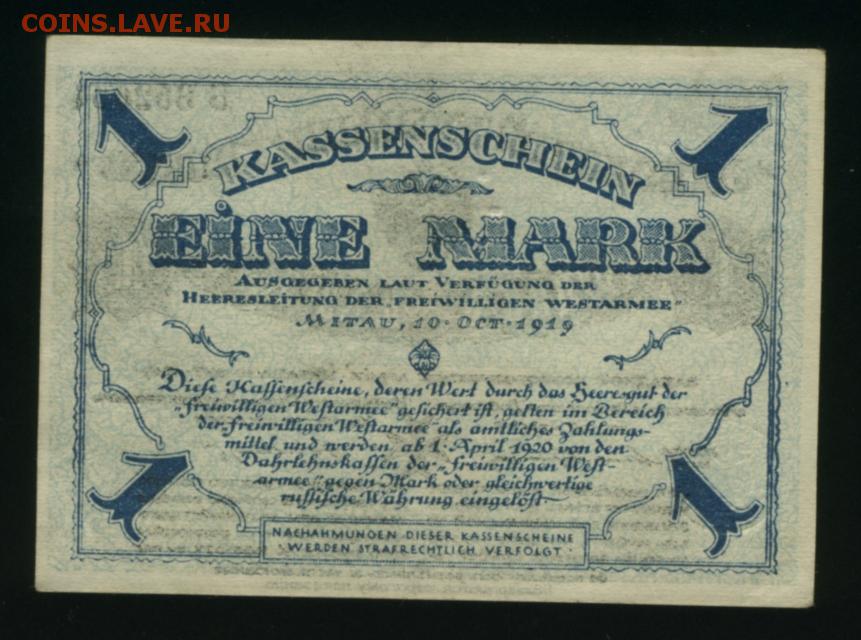 COINS.LAVE.RU
1 1
KASSENSCHEIN
EINE MARK
AUSGEGEBEN LAUT VERFÜGUNG DER
HEERESLEITUNG DER „FREIWILLIGEN WESTARMEE"
MITAU, 10·OCT·1919
Diese Kassenscheine, deren Wert durch das Heeresgut der
„freiwilligen Westarmee" gesichert ist, gelten im Bereich
der freiwilligen Westarmee als amtliches Zahlungs-
mittel und werden ab 1·April 1920 von den
Dahrlehnskassen der „freiwilligen West-
armee" gegen Mark oder gleichwertige
russische Währung eingelöst·
1 1
NACHAHMUNGEN DIESER KASSENSCHEINE
·WERDEN STRAFRECHTLICH VERFOLGT·